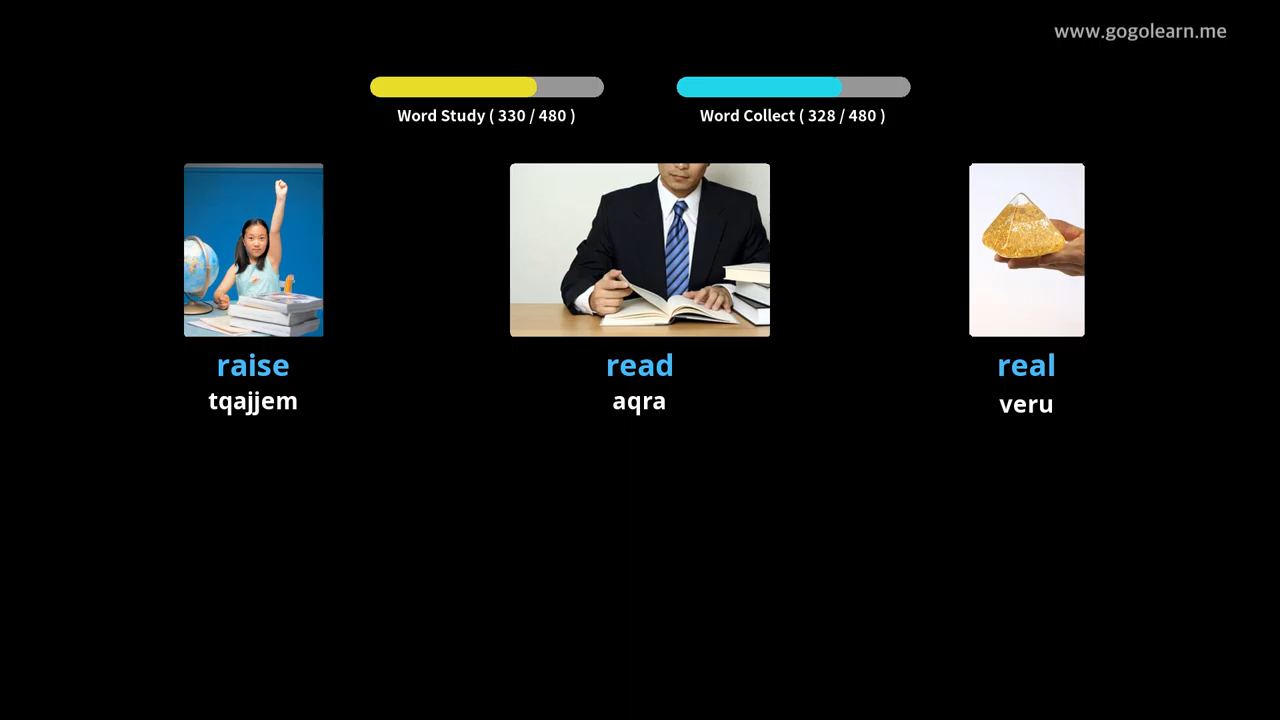 www.gogolearn.me
Word Study ( 330 / 480 )
Word Collect ( 328 / 480 )
raise
read
real
tqajjem
aqra
veru